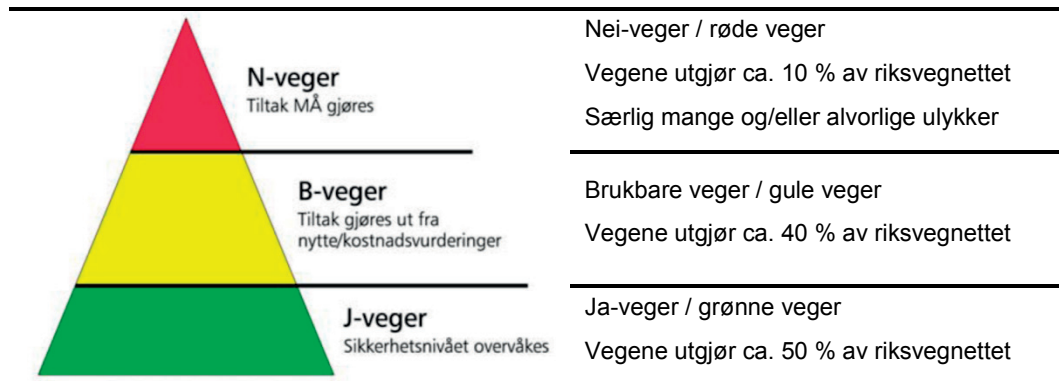 N-veger
Tiltak MÅ gjøres
Nei-veger / røde veger
Vegene utgjør ca. 10 % av riksvegnettet
Særlig mange og/eller alvorlige ulykker
B-veger
Tiltak gjøres ut fra
nytte/kostnadsvurderinger
Brukbare veger / gule veger
Vegene utgjør ca. 40 % av riksvegnettet
J-veger
Sikkerhetsnivået overvåkes
Ja-veger / grønne veger
Vegene utgjør ca. 50 % av riksvegnettet